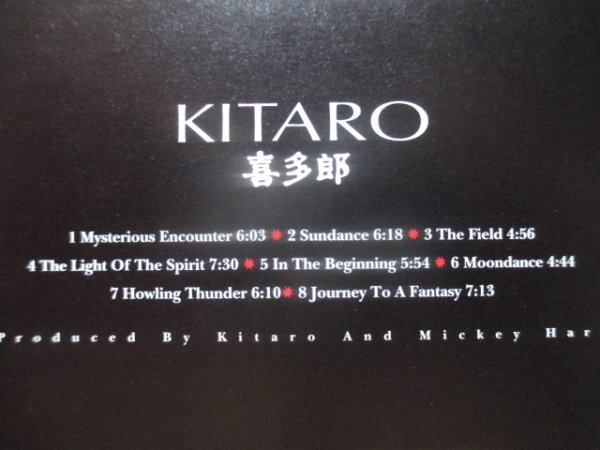 KITARO
喜多郎
1 Mysterious Encounter 6:03 ✷ 2 Sundance 6:18 ✷ 3 The Field 4:56
4 The Light Of The Spirit 7:30 ✷ 5 In The Beginning 5:54 ✷ 6 Moondance 4:44
7 Howling Thunder 6:10 ✷ 8 Journey To A Fantasy 7:13
Produced By Kitaro And Mickey Har